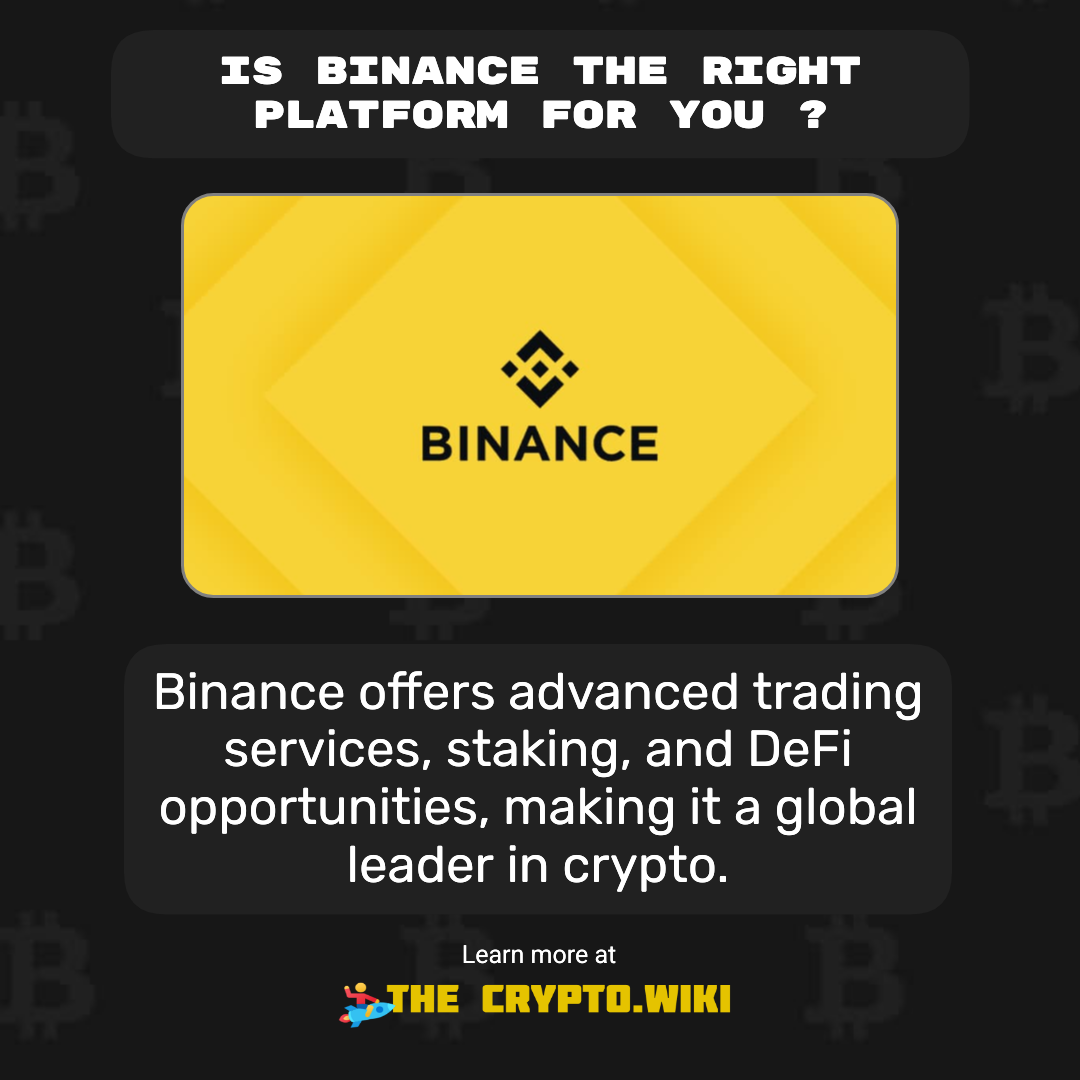 IS BINANCE THE RIGHT
PLATFORM FOR YOU ?
BINANCE
Binance offers advanced trading
services, staking, and DeFi
opportunities, making it a global
leader in crypto.
Learn more at
THE CRYPTO.WIKI